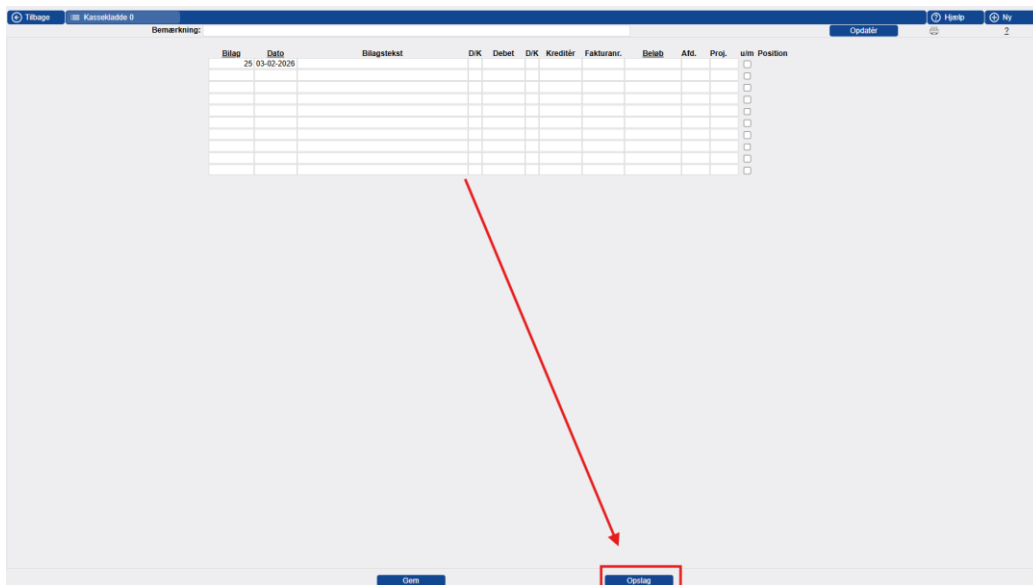 Tilbage Kassekladde 0 Hjælp Ny
Bemærkning: Opdatér ?
Bilag Dato Bilagstekst D/K Debet D/K Kreditér Fakturanr. Beløb Afd. Proj. u/m Position
25 03-02-2026
Gem Opslag